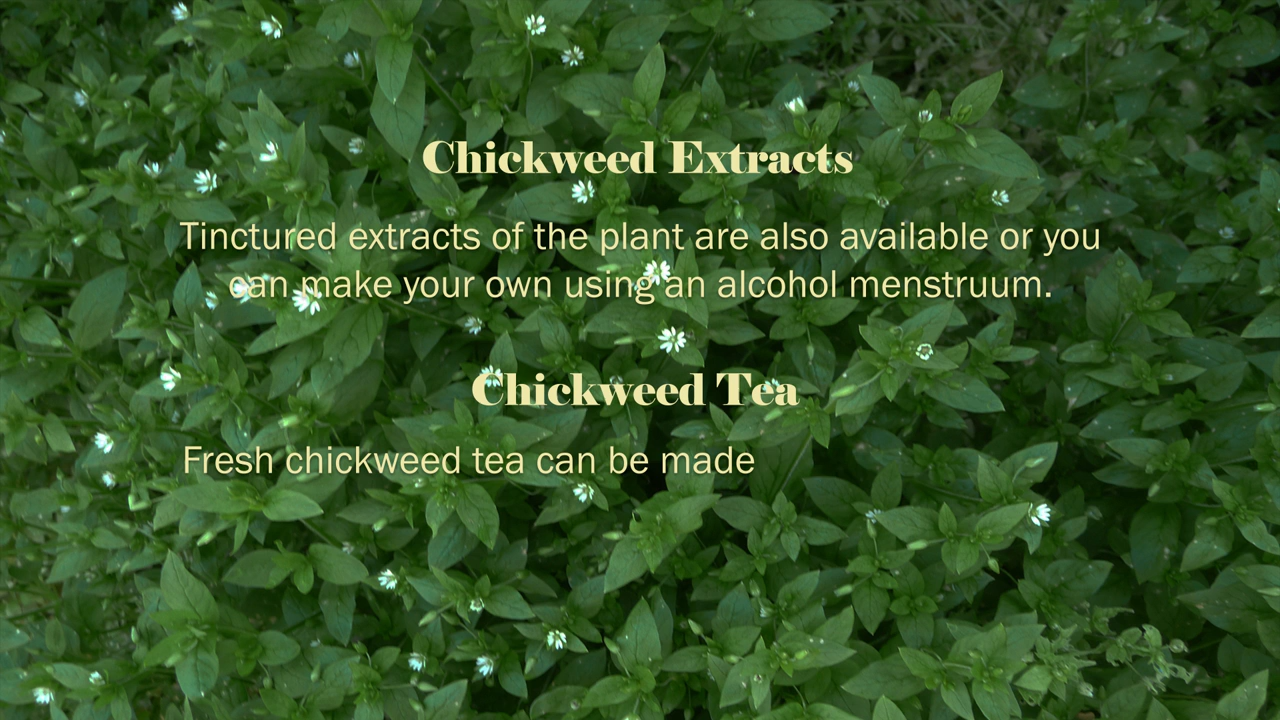 Chickweed Extracts
Tinctured extracts of the plant are also available or you
can make your own using an alcohol menstruum.
Chickweed Tea
Fresh chickweed tea can be made